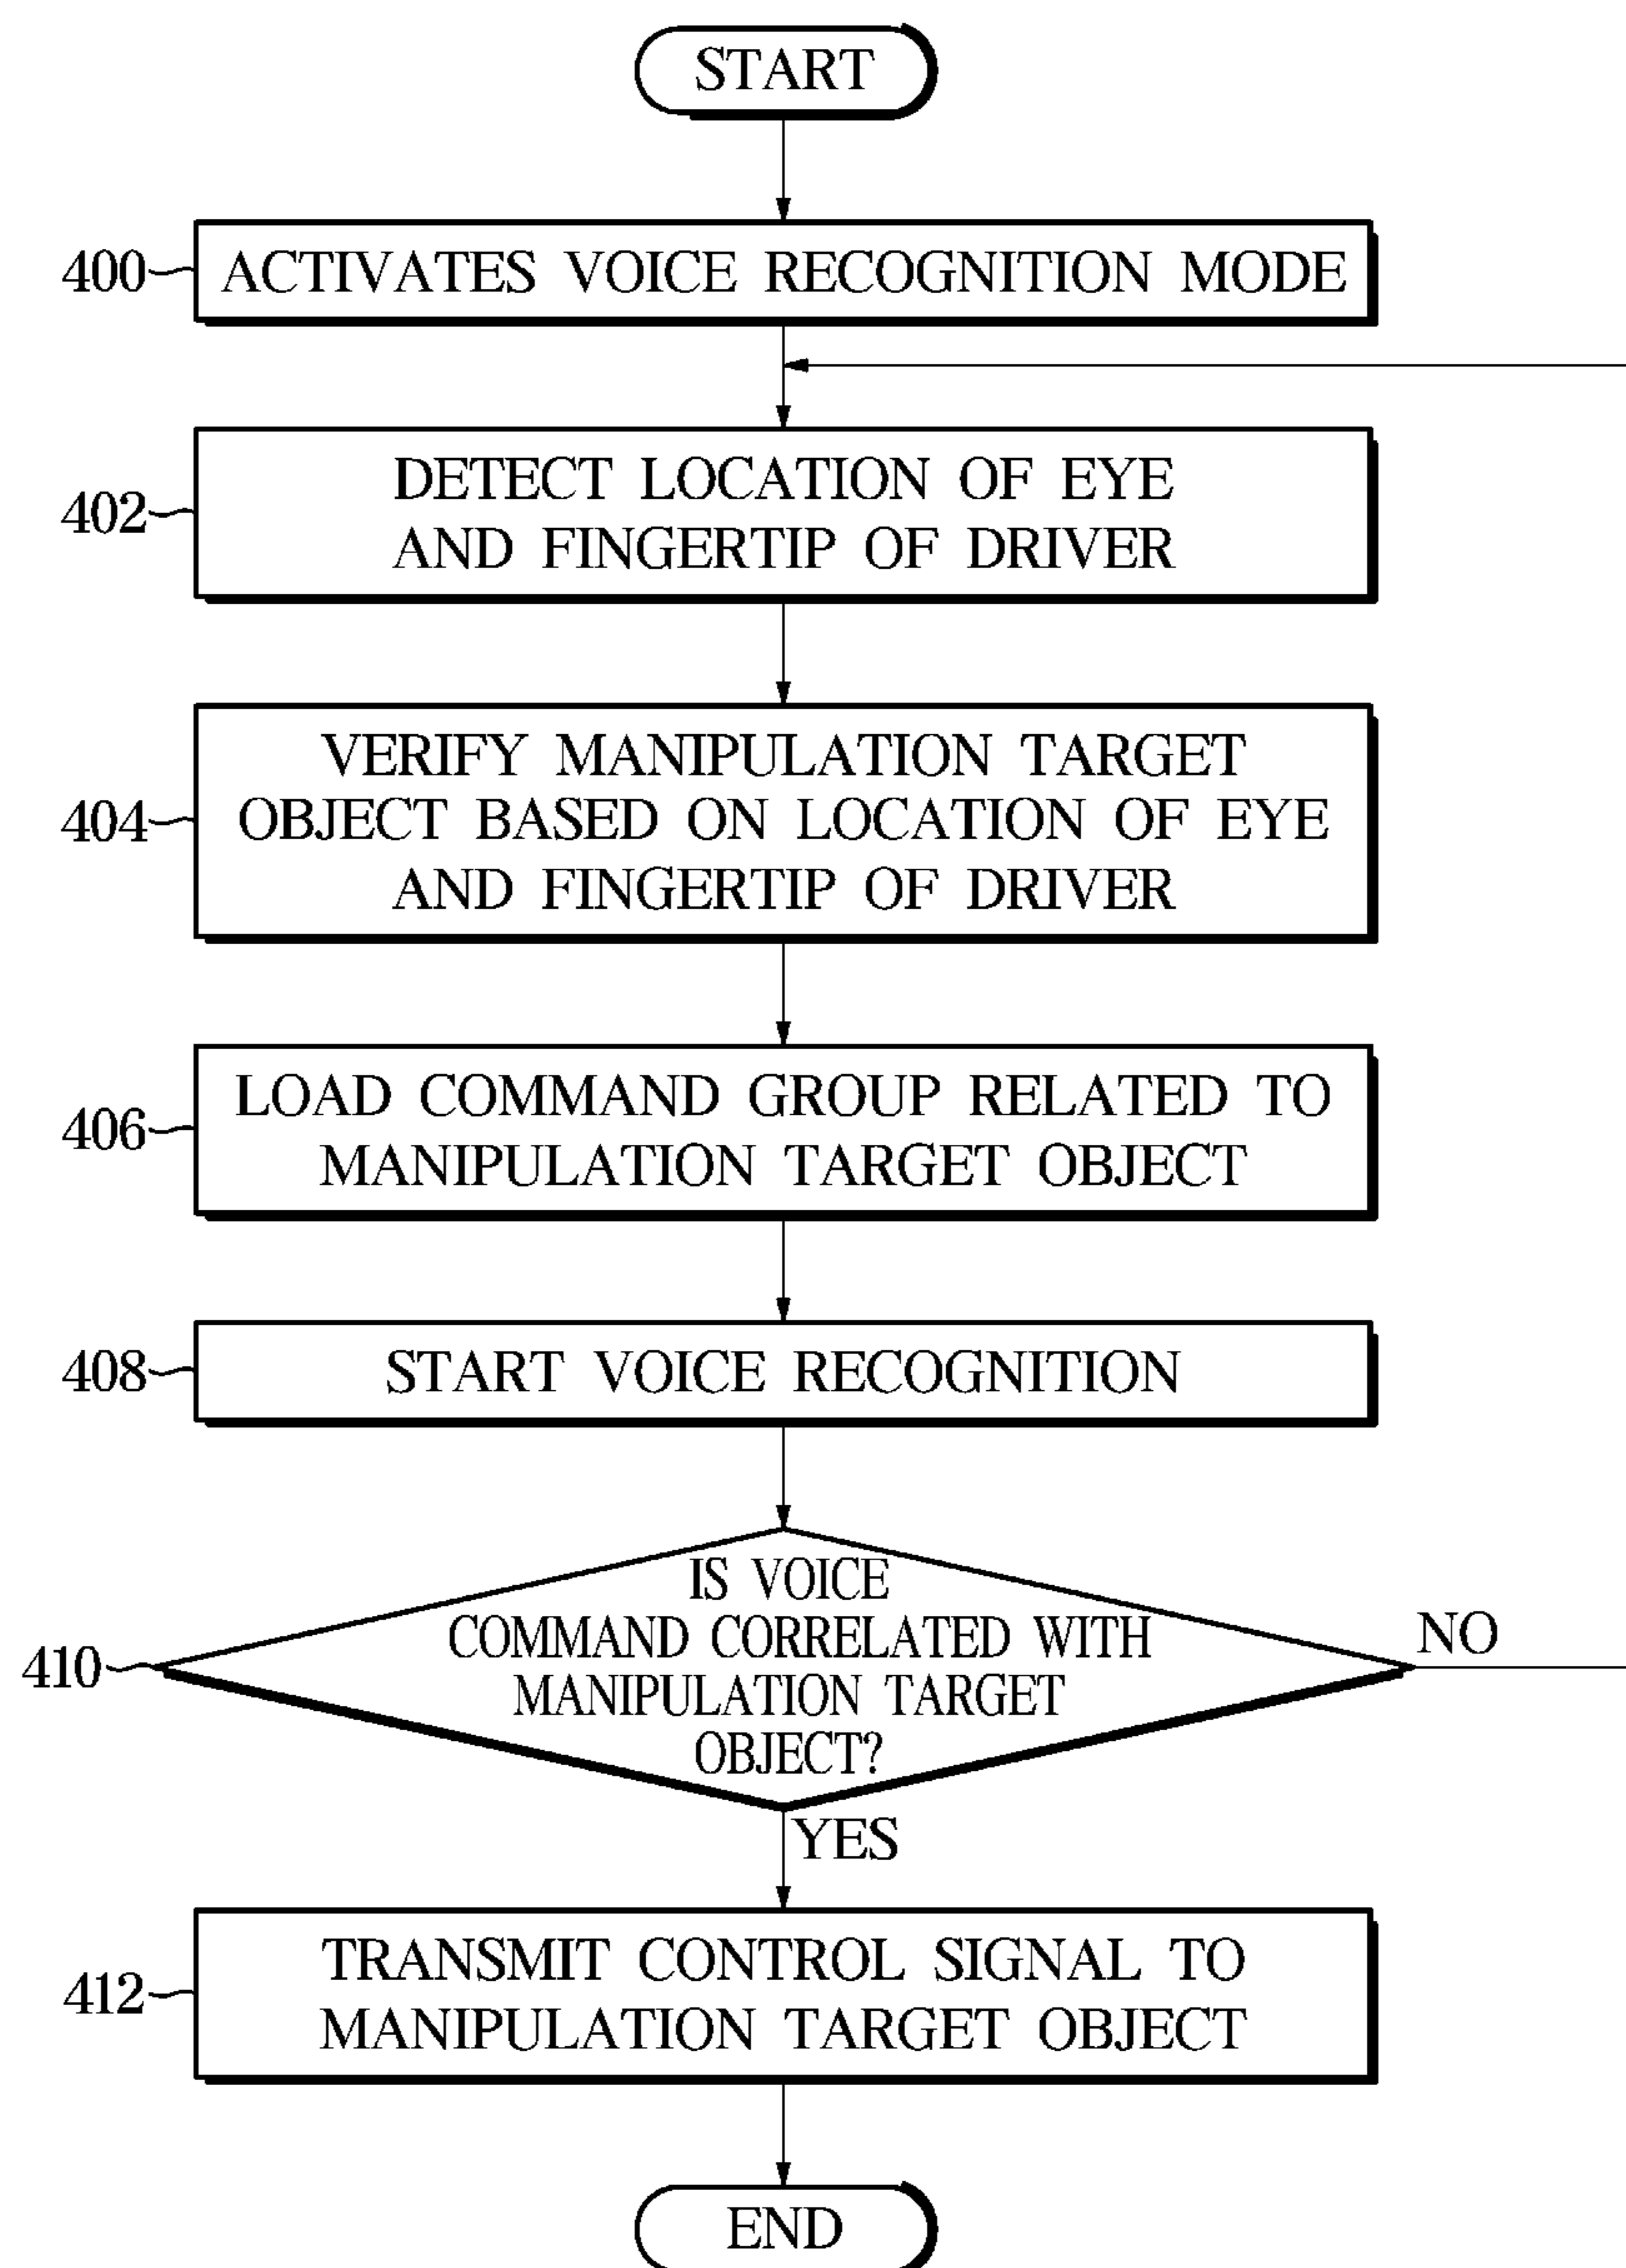 START
400
ACTIVATES VOICE RECOGNITION MODE
402
DETECT LOCATION OF EYE
AND FINGERTIP OF DRIVER
404
VERIFY MANIPULATION TARGET
OBJECT BASED ON LOCATION OF EYE
AND FINGERTIP OF DRIVER
406
LOAD COMMAND GROUP RELATED TO
MANIPULATION TARGET OBJECT
408
START VOICE RECOGNITION
410
IS VOICE
COMMAND CORRELATED WITH
MANIPULATION TARGET
OBJECT?
NO
YES
412
TRANSMIT CONTROL SIGNAL TO
MANIPULATION TARGET OBJECT
END